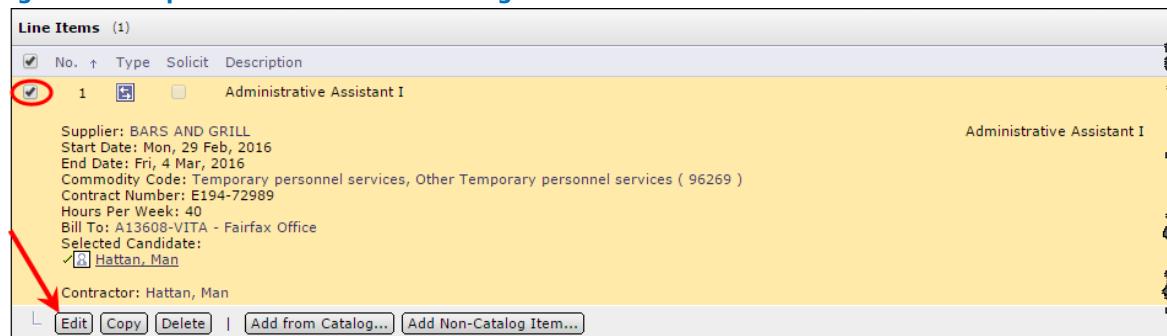 Line Items (1)
No. ↑ Type Solicit Description
1 Administrative Assistant I
Supplier: BARS AND GRILL Administrative Assistant I
Start Date: Mon, 29 Feb, 2016
End Date: Fri, 4 Mar, 2016
Commodity Code: Temporary personnel services, Other Temporary personnel services ( 96269 )
Contract Number: E194-72989
Hours Per Week: 40
Bill To: A13608-VITA - Fairfax Office
Selected Candidate:
Hattan, Man
Contractor: Hattan, Man
Edit Copy Delete | Add from Catalog... Add Non-Catalog Item...